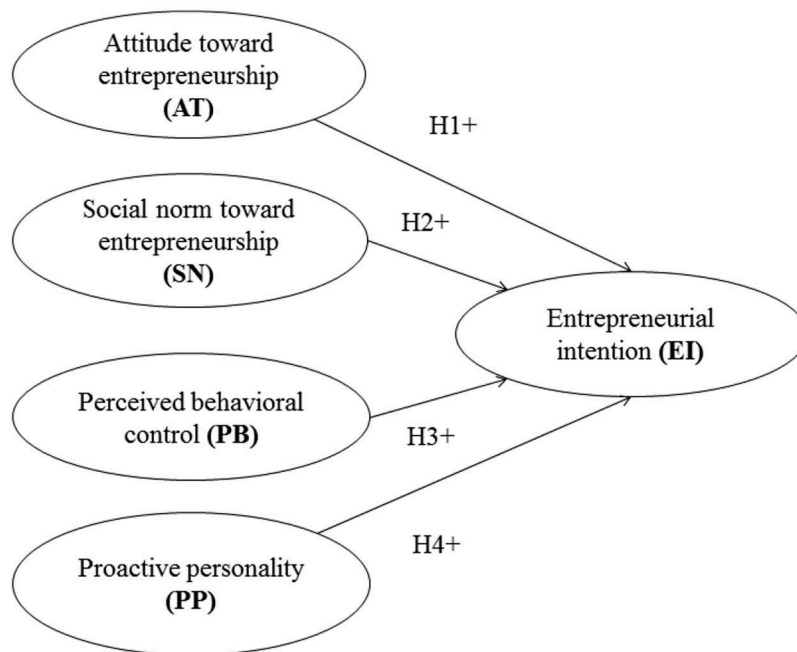 Attitude toward
entrepreneurship
(AT)
H1+
Social norm toward
entrepreneurship
(SN)
H2+
Entrepreneurial
intention (EI)
Perceived behavioral
control (PB)
H3+
Proactive personality
(PP)
H4+